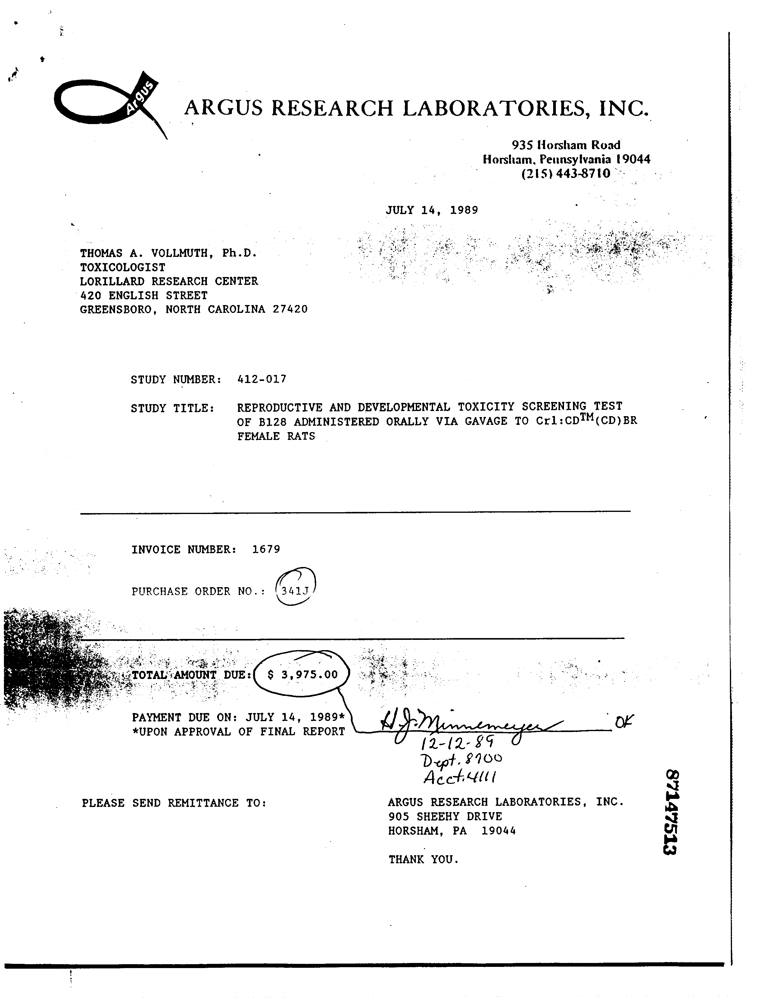 Argus
ARGUS RESEARCH LABORATORIES, INC.
935 Horsham Road
Horsham, Pennsylvania 19044
(215) 443-8710
JULY 14, 1989
THOMAS A. VOLLMUTH, Ph.D.
TOXICOLOGIST
LORILLARD RESEARCH CENTER
420 ENGLISH STREET
GREENSBORO, NORTH CAROLINA 27420
STUDY NUMBER: 412-017
STUDY TITLE: REPRODUCTIVE AND DEVELOPMENTAL TOXICITY SCREENING TEST
OF B128 ADMINISTERED ORALLY VIA GAVAGE TO Crl:CD™(CD)BR
FEMALE RATS
INVOICE NUMBER: 1679
PURCHASE ORDER NO.: 341J
TOTAL AMOUNT DUE: $ 3,975.00
PAYMENT DUE ON: JULY 14, 1989*
*UPON APPROVAL OF FINAL REPORT
H.J. Minnemeyer OK
12-12-89
Dept. 8700
Acct. 4111
PLEASE SEND REMITTANCE TO: ARGUS RESEARCH LABORATORIES, INC.
905 SHEEHY DRIVE
HORSHAM, PA 19044
THANK YOU.
87147513